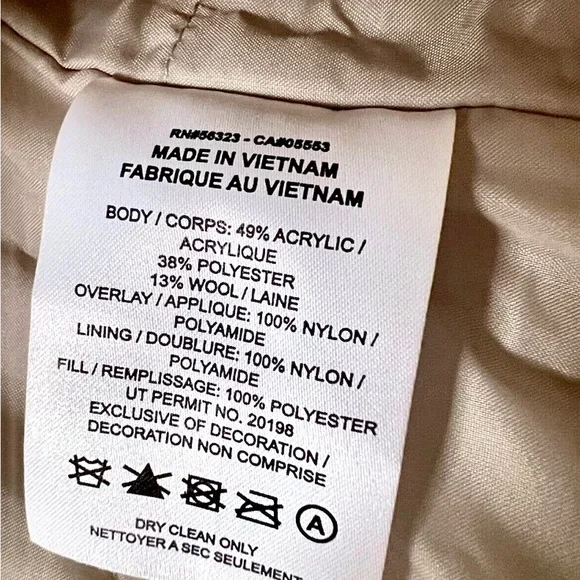 RN#56323 - CA#05553
MADE IN VIETNAM
FABRIQUE AU VIETNAM
BODY / CORPS: 49% ACRYLIC /
ACRYLIQUE
38% POLYESTER
13% WOOL / LAINE
OVERLAY / APPLIQUE: 100% NYLON /
POLYAMIDE
LINING / DOUBLURE: 100% NYLON /
POLYAMIDE
FILL / REMPLISSAGE: 100% POLYESTER
UT PERMIT NO. 20198
EXCLUSIVE OF DECORATION /
DECORATION NON COMPRISE
A
DRY CLEAN ONLY
NETTOYER A SEC SEULEMENT